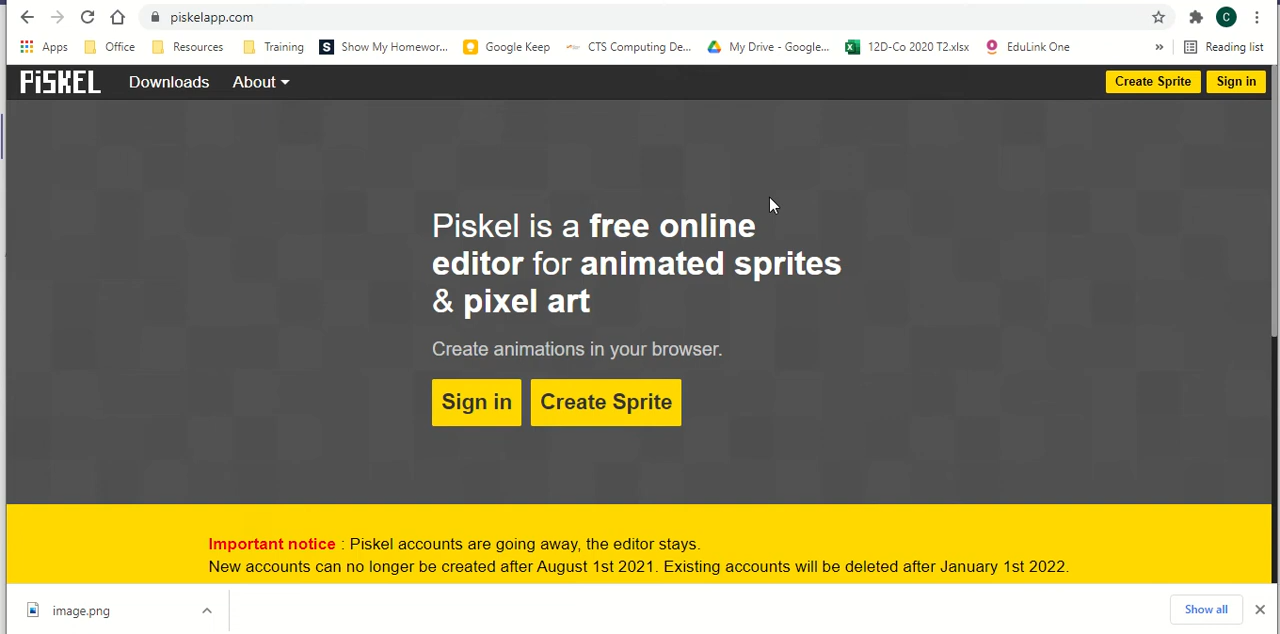 piskelapp.com
C
Apps Office Resources Training S Show My Homewor... Google Keep CTS Computing De... My Drive - Google... 12D-Co 2020 T2.xlsx EduLink One » Reading list
PiSKEL Downloads About Create Sprite Sign in
Piskel is a free online
editor for animated sprites
& pixel art
Create animations in your browser.
Sign in Create Sprite
Important notice : Piskel accounts are going away, the editor stays.
New accounts can no longer be created after August 1st 2021. Existing accounts will be deleted after January 1st 2022.
image.png Show all